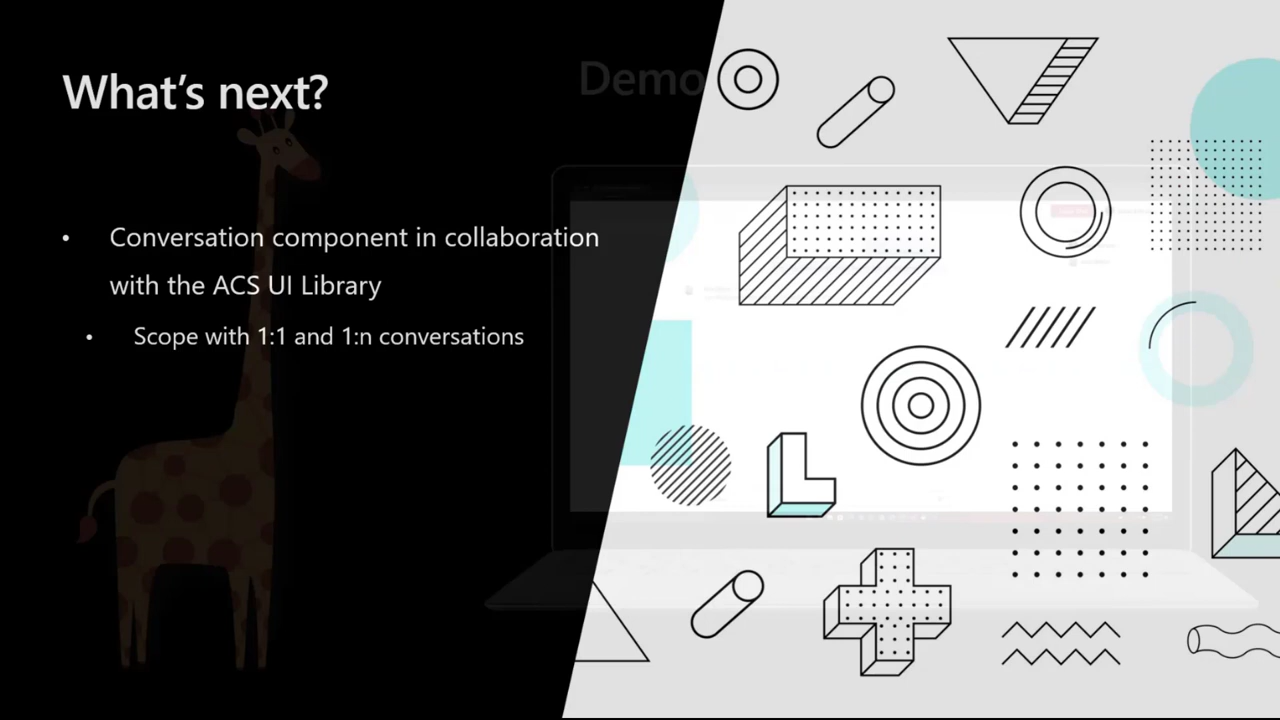 What's next?
Demo
• Conversation component in collaboration
with the ACS UI Library
• Scope with 1:1 and 1:n conversations